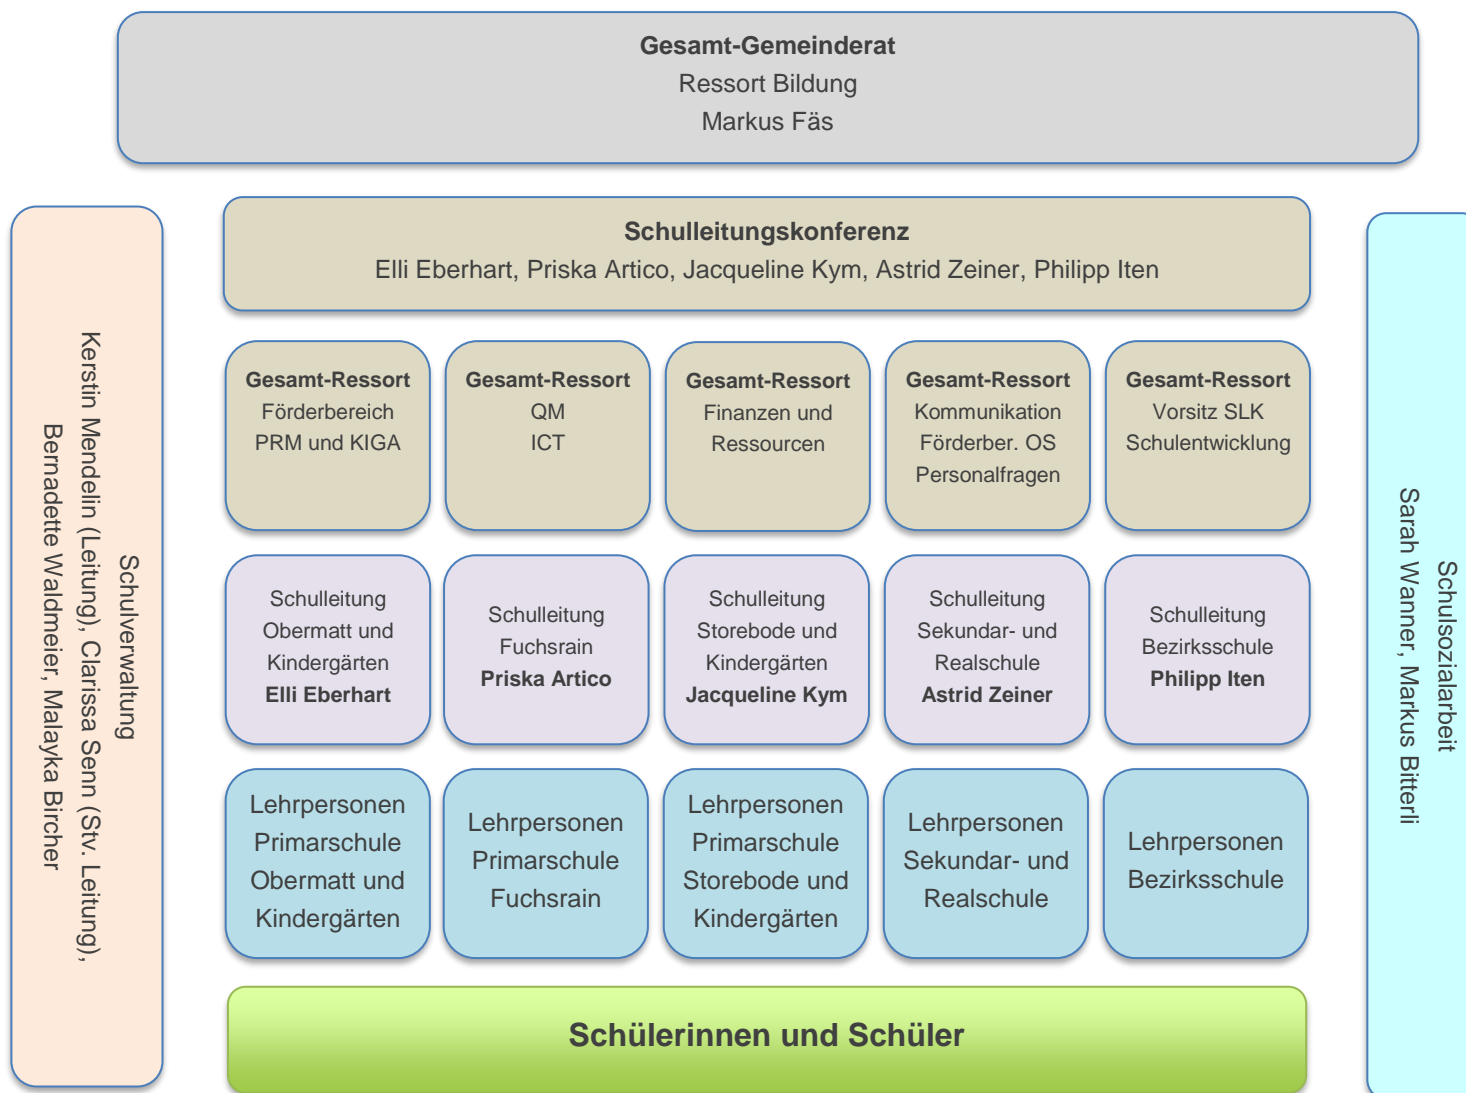 Gesamt-Gemeinderat
Ressort Bildung
Markus Fäs
Schulverwaltung
Kerstin Mendelin (Leitung), Clarissa Senn (Stv. Leitung),
Bernadette Waldmeier, Malayka Bircher
Schulleitungskonferenz
Elli Eberhart, Priska Artico, Jacqueline Kym, Astrid Zeiner, Philipp Iten
Gesamt-Ressort
Förderbereich
PRM und KIGA
Gesamt-Ressort
QM
ICT
Gesamt-Ressort
Finanzen und
Ressourcen
Gesamt-Ressort
Kommunikation
Förderber. OS
Personalfragen
Gesamt-Ressort
Vorsitz SLK
Schulentwicklung
Schulleitung
Obermatt und
Kindergärten
Elli Eberhart
Schulleitung
Fuchsrain
Priska Artico
Schulleitung
Storebode und
Kindergärten
Jacqueline Kym
Schulleitung
Sekundar- und
Realschule
Astrid Zeiner
Schulleitung
Bezirksschule
Philipp Iten
Lehrpersonen
Primarschule
Obermatt und
Kindergärten
Lehrpersonen
Primarschule
Fuchsrain
Lehrpersonen
Primarschule
Storebode und
Kindergärten
Lehrpersonen
Sekundar- und
Realschule
Lehrpersonen
Bezirksschule
Schülerinnen und Schüler
Schulsozialarbeit
Sarah Wanner, Markus Bitterli